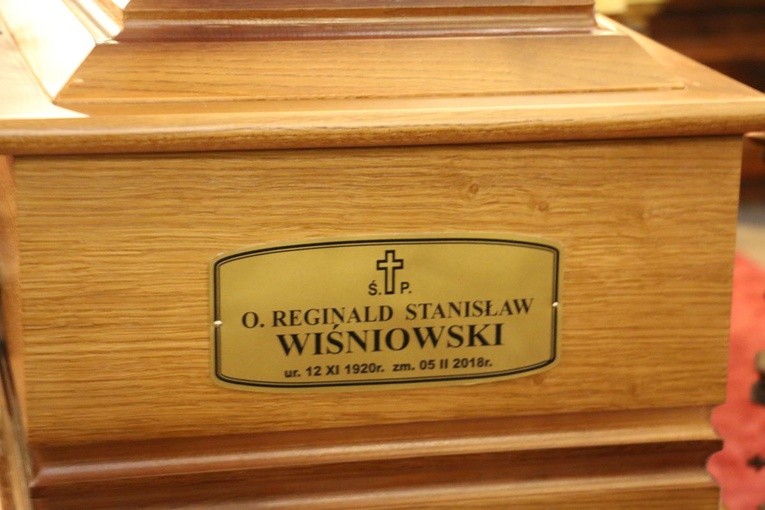 Ś. P.
O. REGINALD STANISŁAW
WIŚNIOWSKI
ur. 12 XI 1920r. zm. 05 II 2018r.